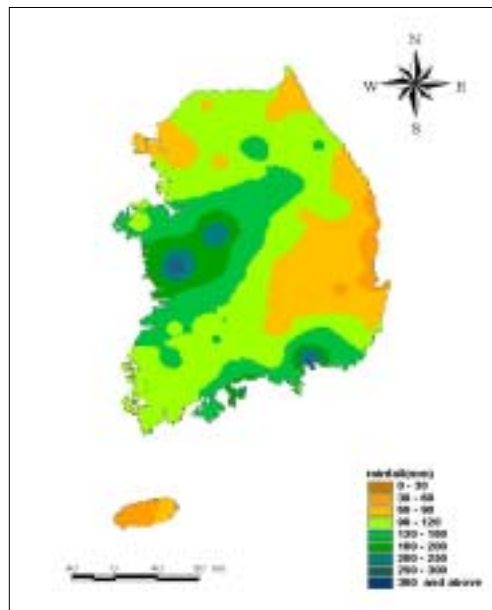 N
W E
S
rainfall(mm)
0 - 30
30 - 60
60 - 90
90 - 120
120 - 160
160 - 200
200 - 250
250 - 300
300 and above